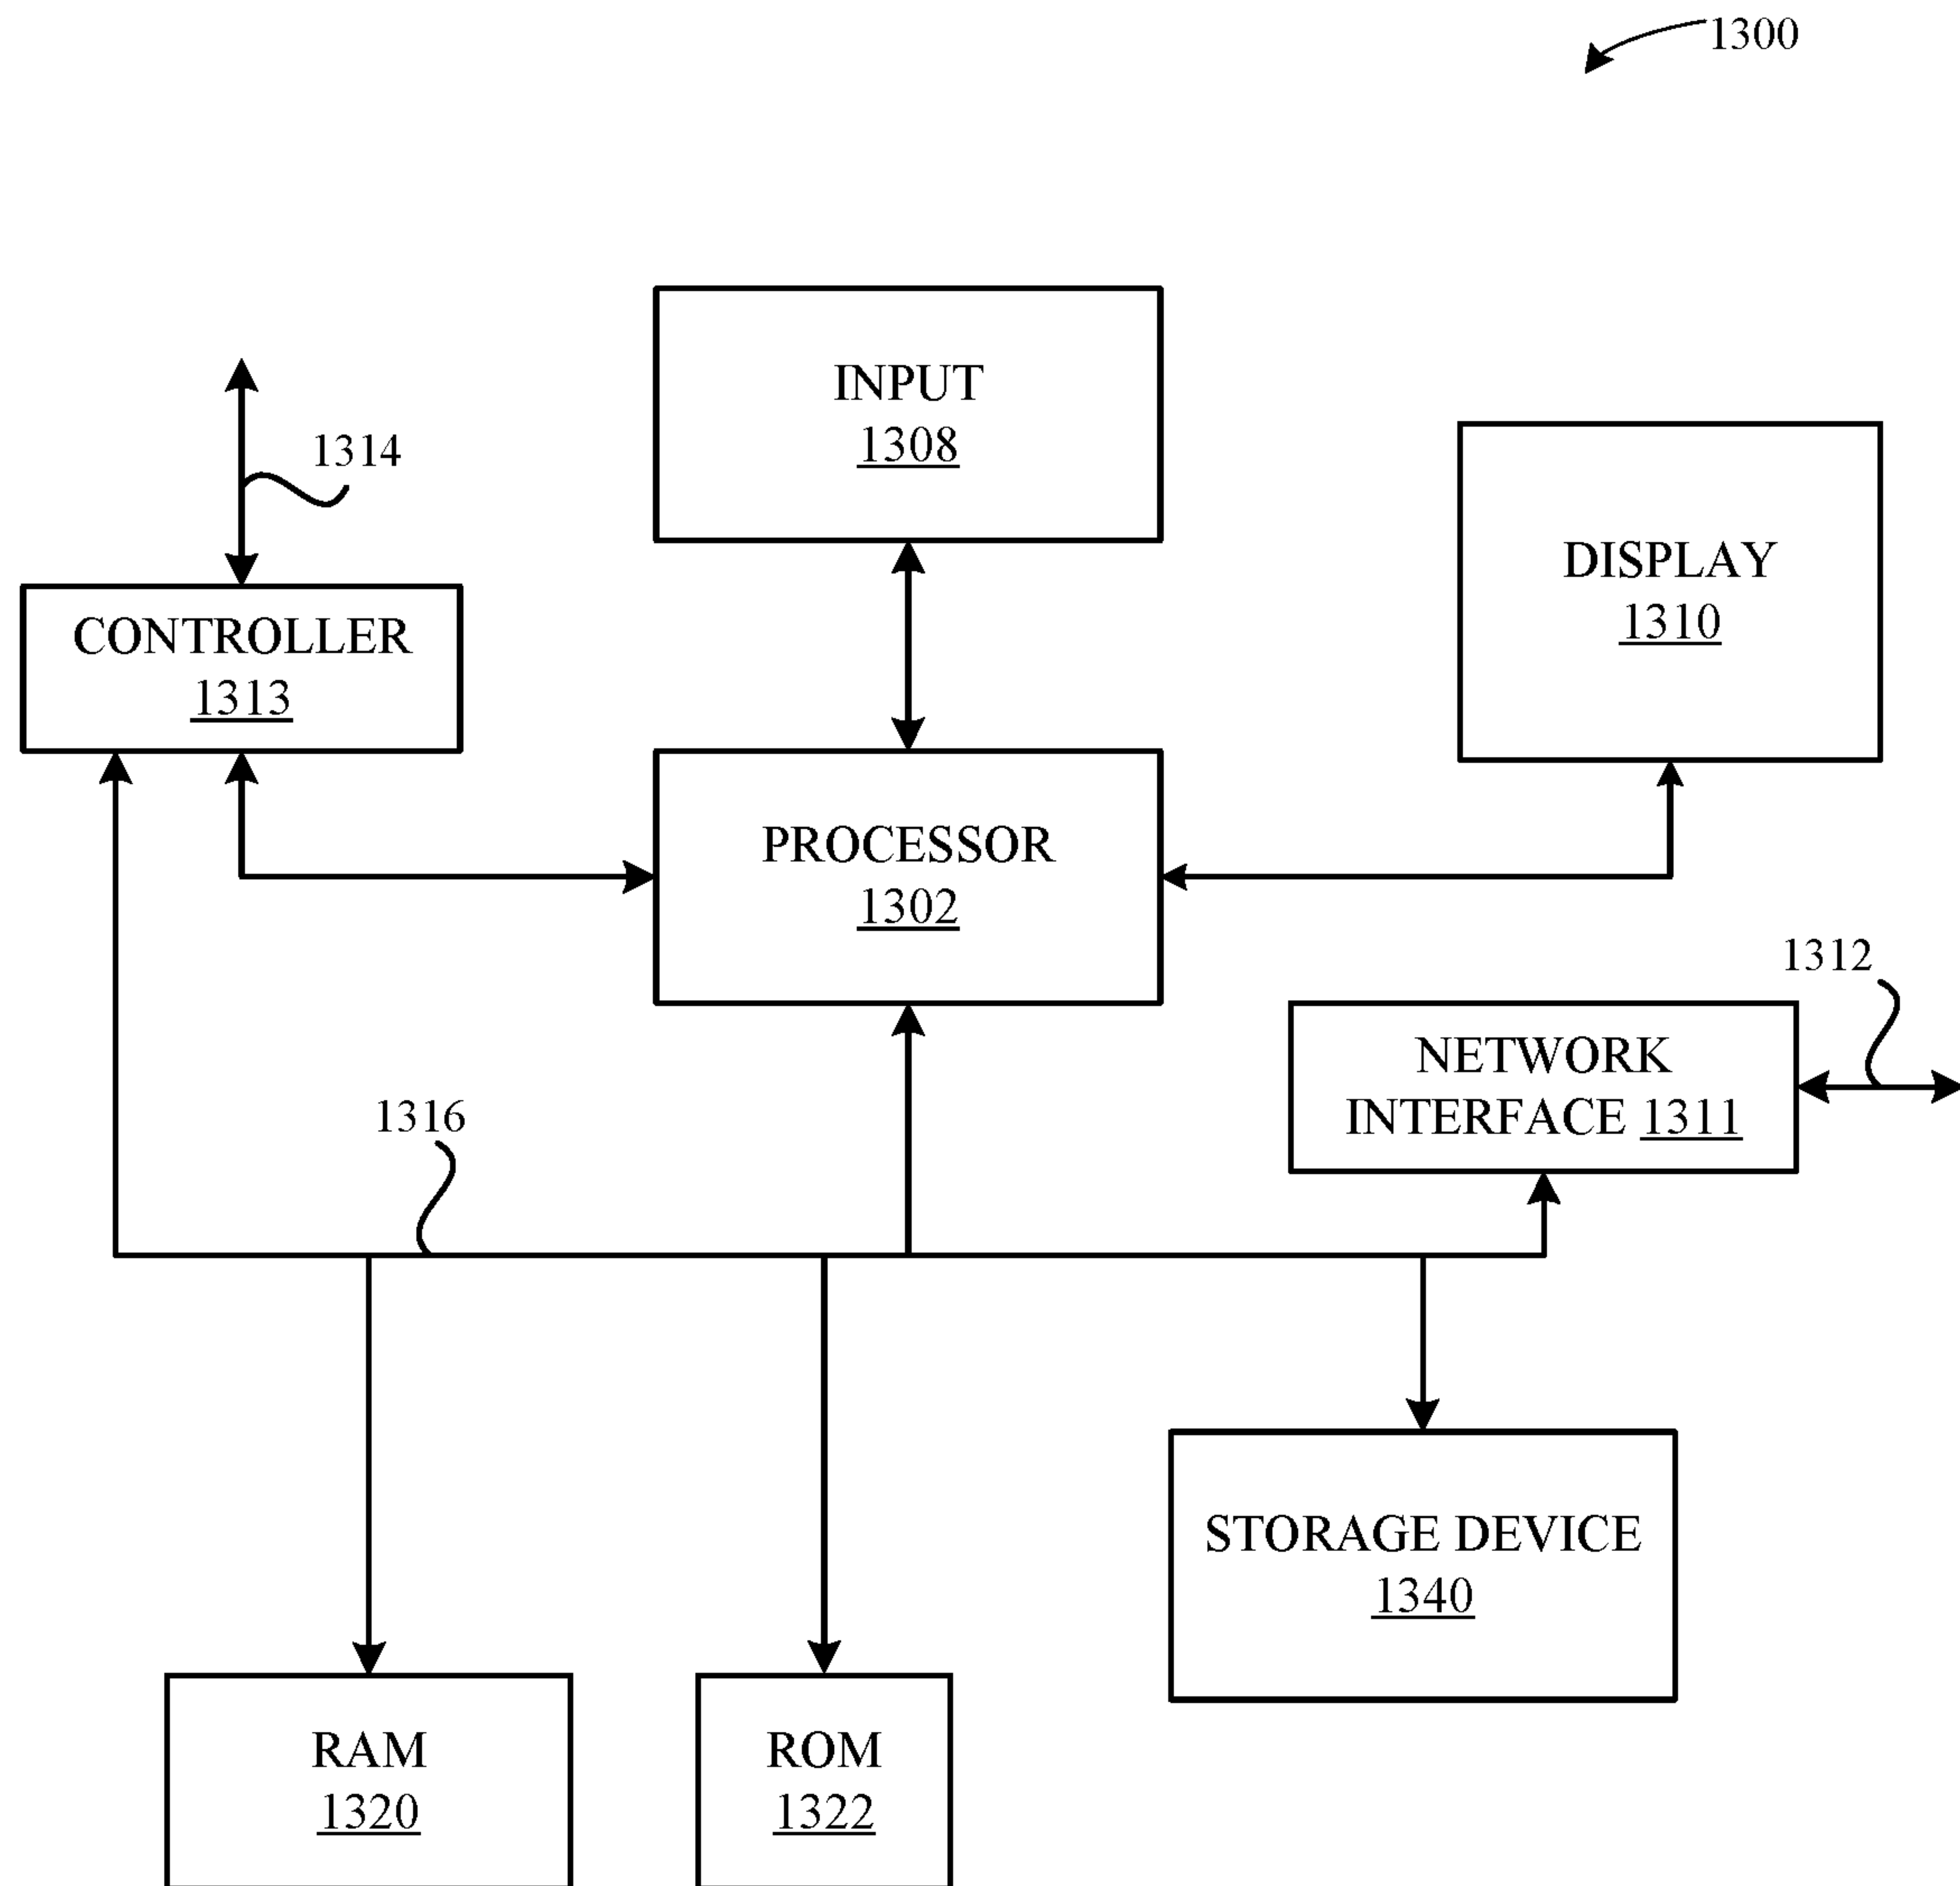 1300
INPUT
1308
1314
DISPLAY
1310
CONTROLLER
1313
PROCESSOR
1302
1312
NETWORK
INTERFACE 1311
1316
STORAGE DEVICE
1340
RAM
1320
ROM
1322